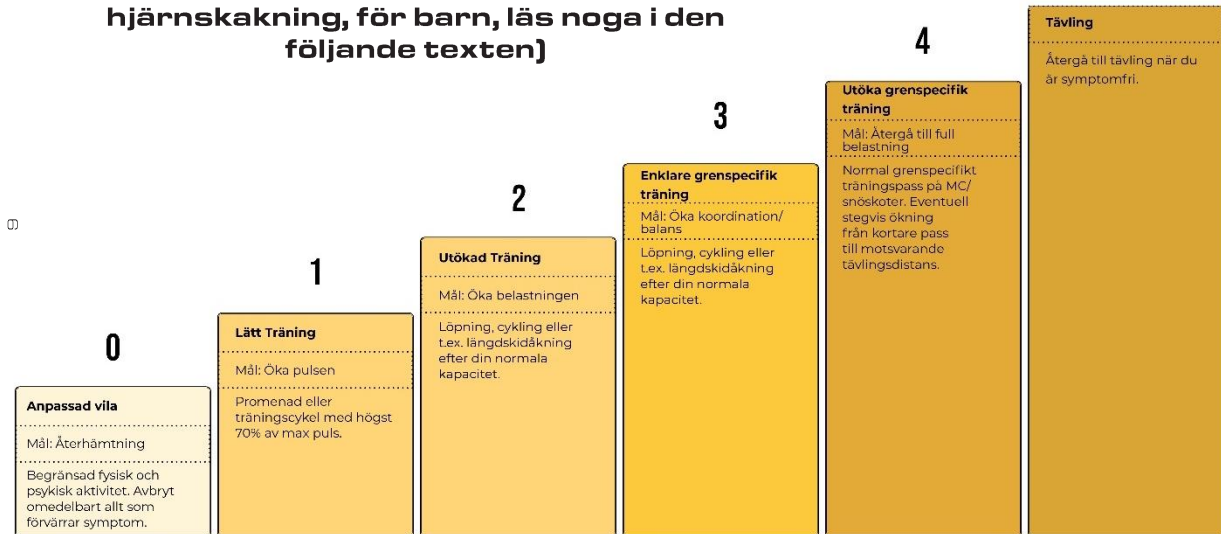 hjärnskakning, för barn, läs noga i den
följande texten)
0
Anpassad vila
Mål: Återhämtning
Begränsad fysisk och
psykisk aktivitet. Avbryt
omedelbart allt som
förvärrar symptom.
1
Lätt Träning
Mål: Öka pulsen
Promenad eller
träningscykel med högst
70% av max puls.
2
Utökad Träning
Mål: Öka belastningen
Löpning, cykling eller
t.ex. längdskidåkning
efter din normala
kapacitet.
3
Enklare grenspecifik
träning
Mål: Öka koordination/
balans
Löpning, cykling eller
t.ex. längdskidåkning
efter din normala
kapacitet.
4
Utöka grenspecifik
träning
Mål: Återgå till full
belastning
Normal grenspecifikt
träningspass på MC/
snöskoter. Eventuell
stegvis ökning
från kortare pass
till motsvarande
tävlingsdistans.
Tävling
Återgå till tävling när du
är symptomfri.